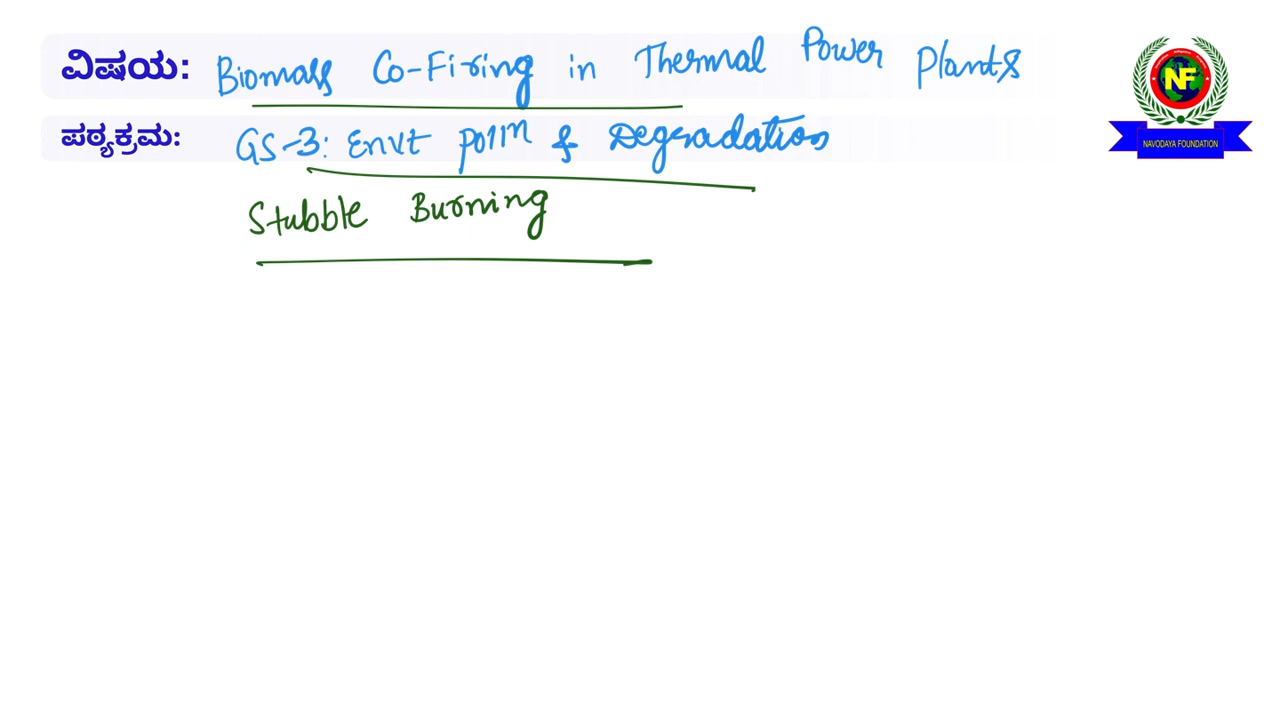 ವಿಷಯ: Biomass Co-Firing in Thermal Power Plants
ಪಠ್ಯಕ್ರಮ: GS-3: Envt Pollⁿ & Degradation
Stubble Burning
NF
NAVODAYA FOUNDATION